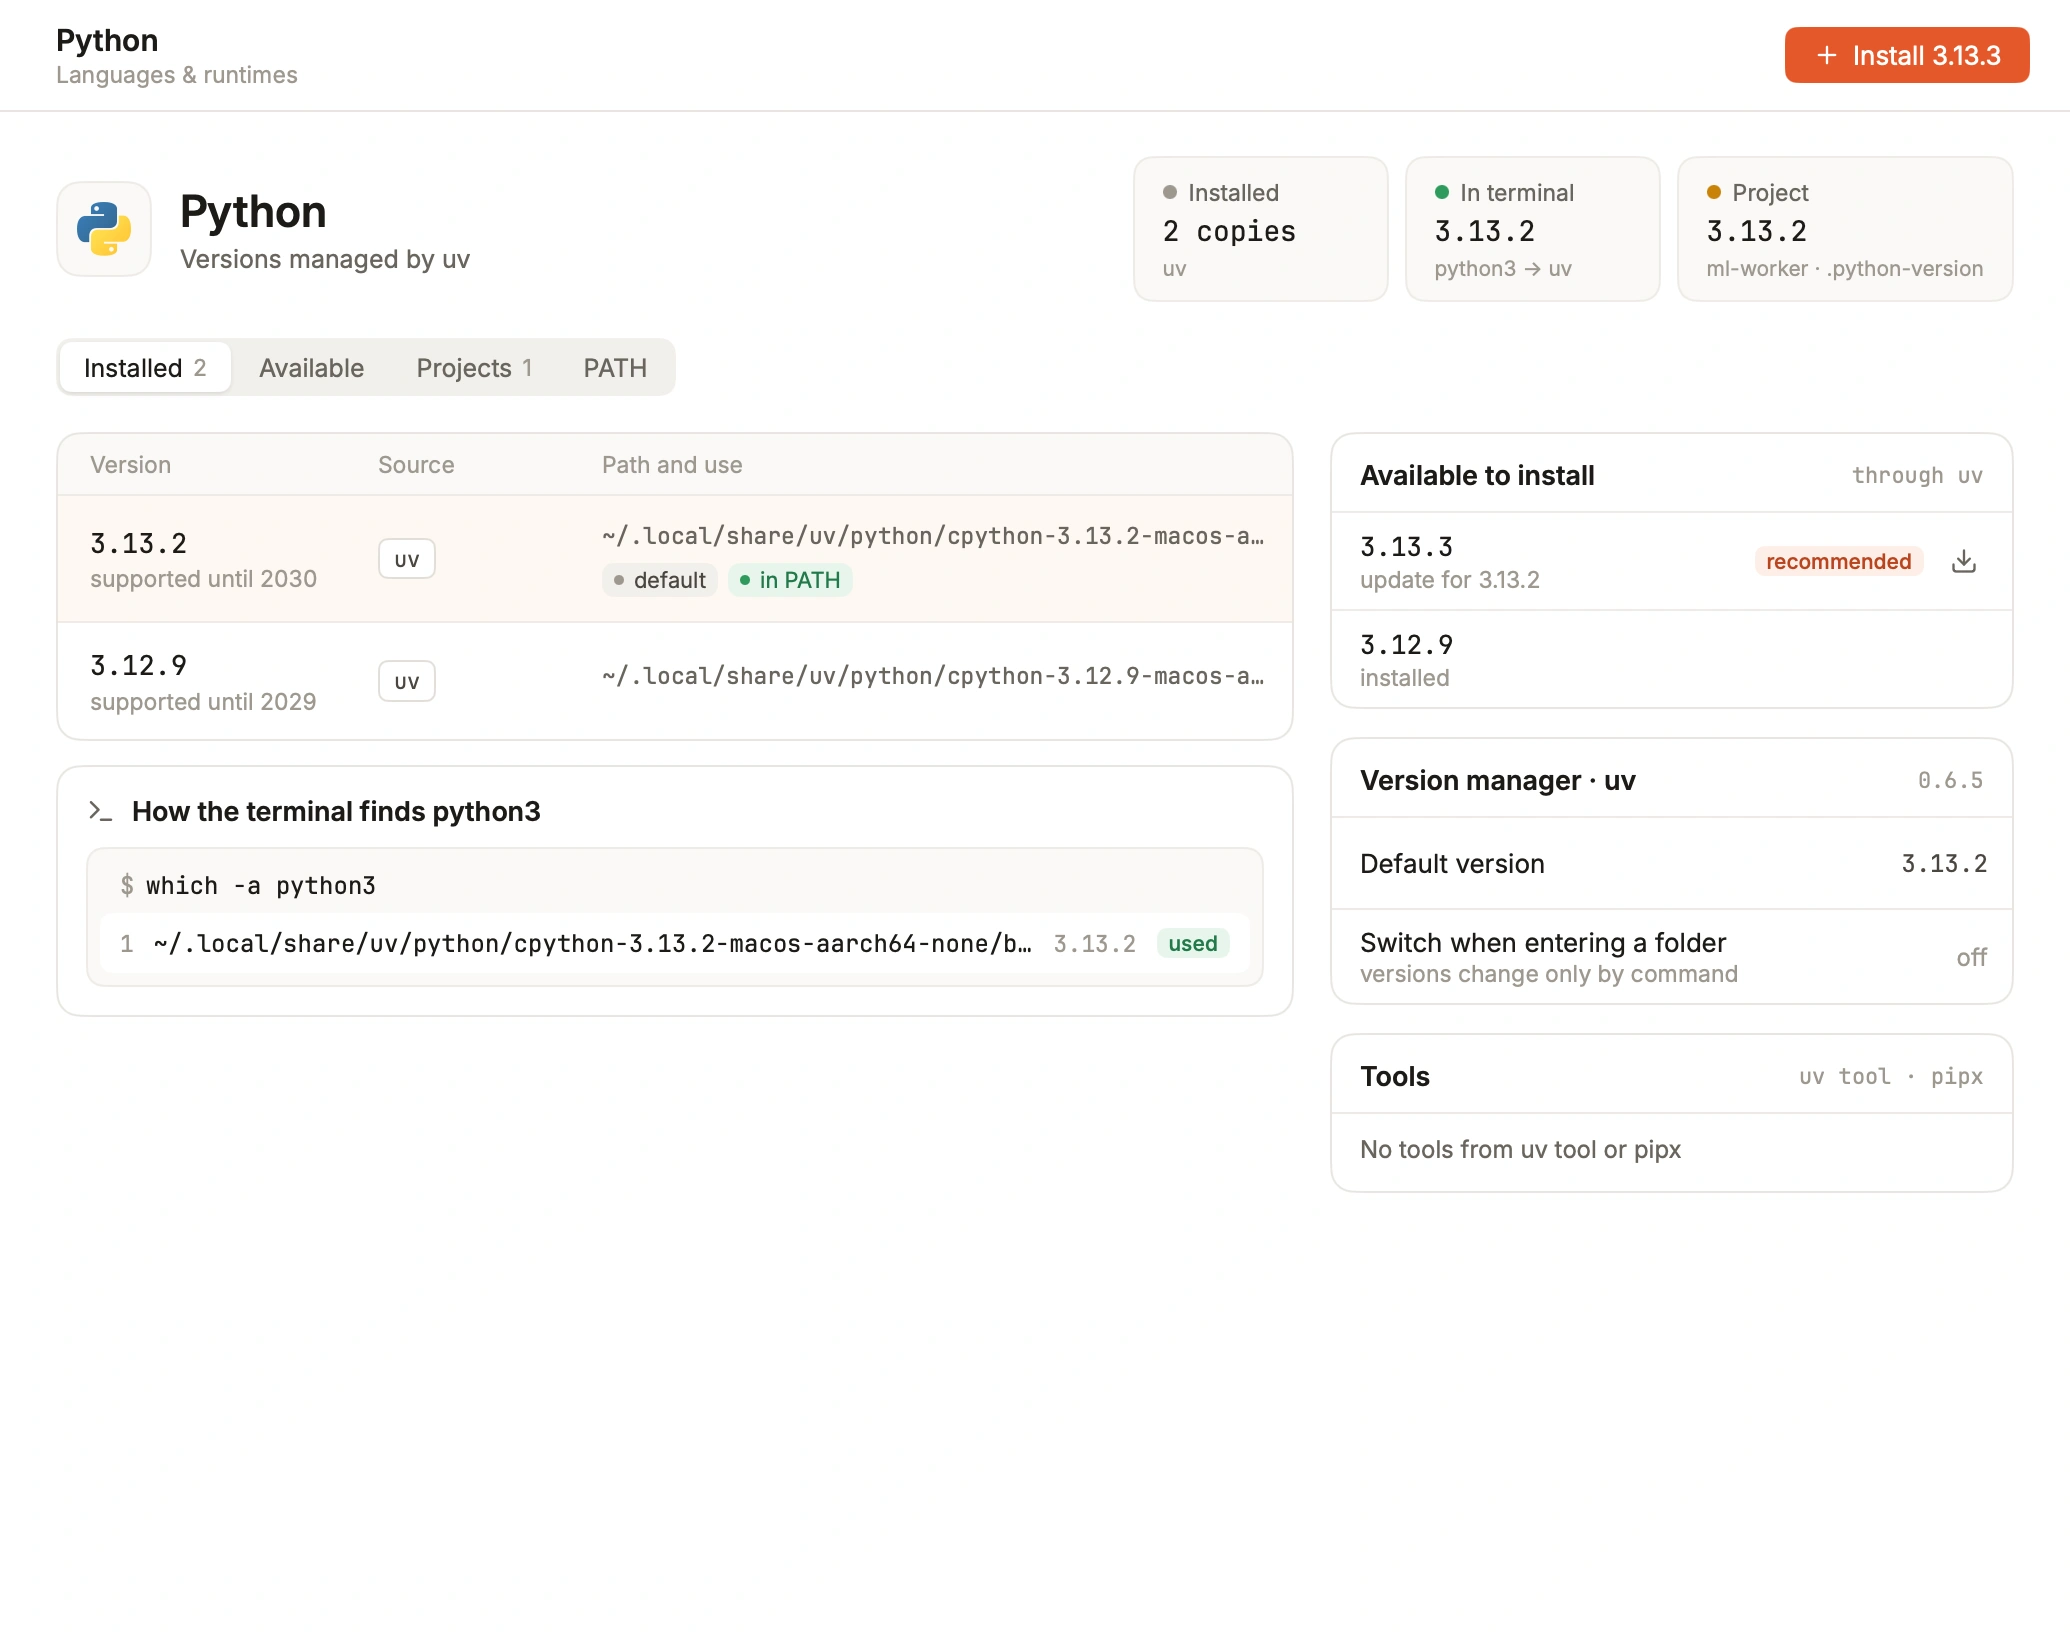 Python
Languages & runtimes
Install 3.13.3
Python
Versions managed by uv
Installed
2 copies
uv
In terminal
3.13.2
python3 → uv
Project
3.13.2
ml-worker · .python-version
Installed 2
Available
Projects 1
PATH
Version
Source
Path and use
3.13.2
supported until 2030
uv
~/.local/share/uv/python/cpython-3.13.2-macos-a…
default
in PATH
3.12.9
supported until 2029
uv
~/.local/share/uv/python/cpython-3.12.9-macos-a…
How the terminal finds python3
$ which -a python3
1 ~/.local/share/uv/python/cpython-3.13.2-macos-aarch64-none/b… 3.13.2 used
Available to install
through uv
3.13.3
update for 3.13.2
recommended
3.12.9
installed
Version manager · uv
0.6.5
Default version
3.13.2
Switch when entering a folder
versions change only by command
off
Tools
uv tool · pipx
No tools from uv tool or pipx